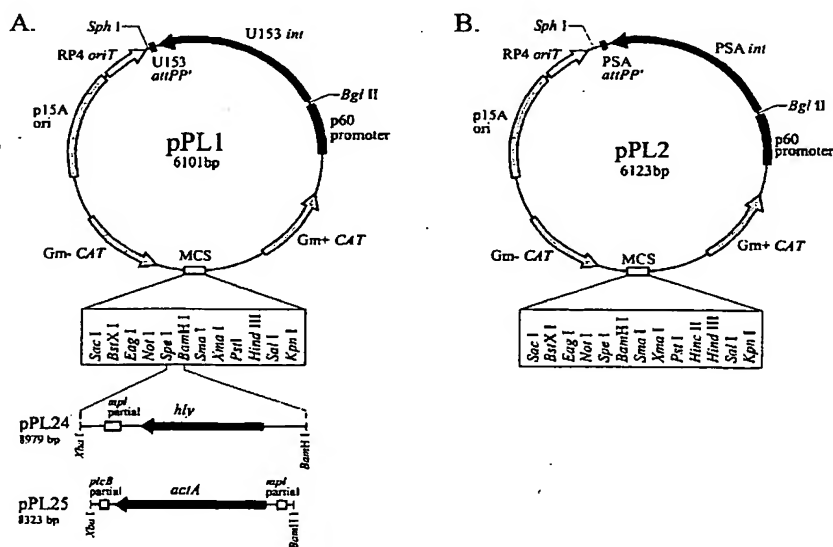 A.
Sph I
U153 int
RP4 oriT
U153
attPP'
p15A
ori
Bgl II
p60
promoter
pPL1
6101bp
Gm- CAT
MCS
Gm+ CAT
Sac I
BstX I
Eag I
Not I
Spe I
BamH I
Sma I
Xma I
Pst I
Hind III
Sal I
Kpn I
pPL24
8979 bp
mpl
partial
hly
Xba I
BamH I
pPL25
8323 bp
plcB
partial
actA
mpl
partial
Xba I
BamH I
B.
Sph I
PSA int
RP4 oriT
PSA
attPP'
p15A
ori
Bgl II
p60
promoter
pPL2
6123bp
Gm- CAT
MCS
Gm+ CAT
Sac I
BstX I
Eag I
Not I
Spe I
BamH I
Sma I
Xma I
Pst I
Hinc II
Hind III
Sal I
Kpn I